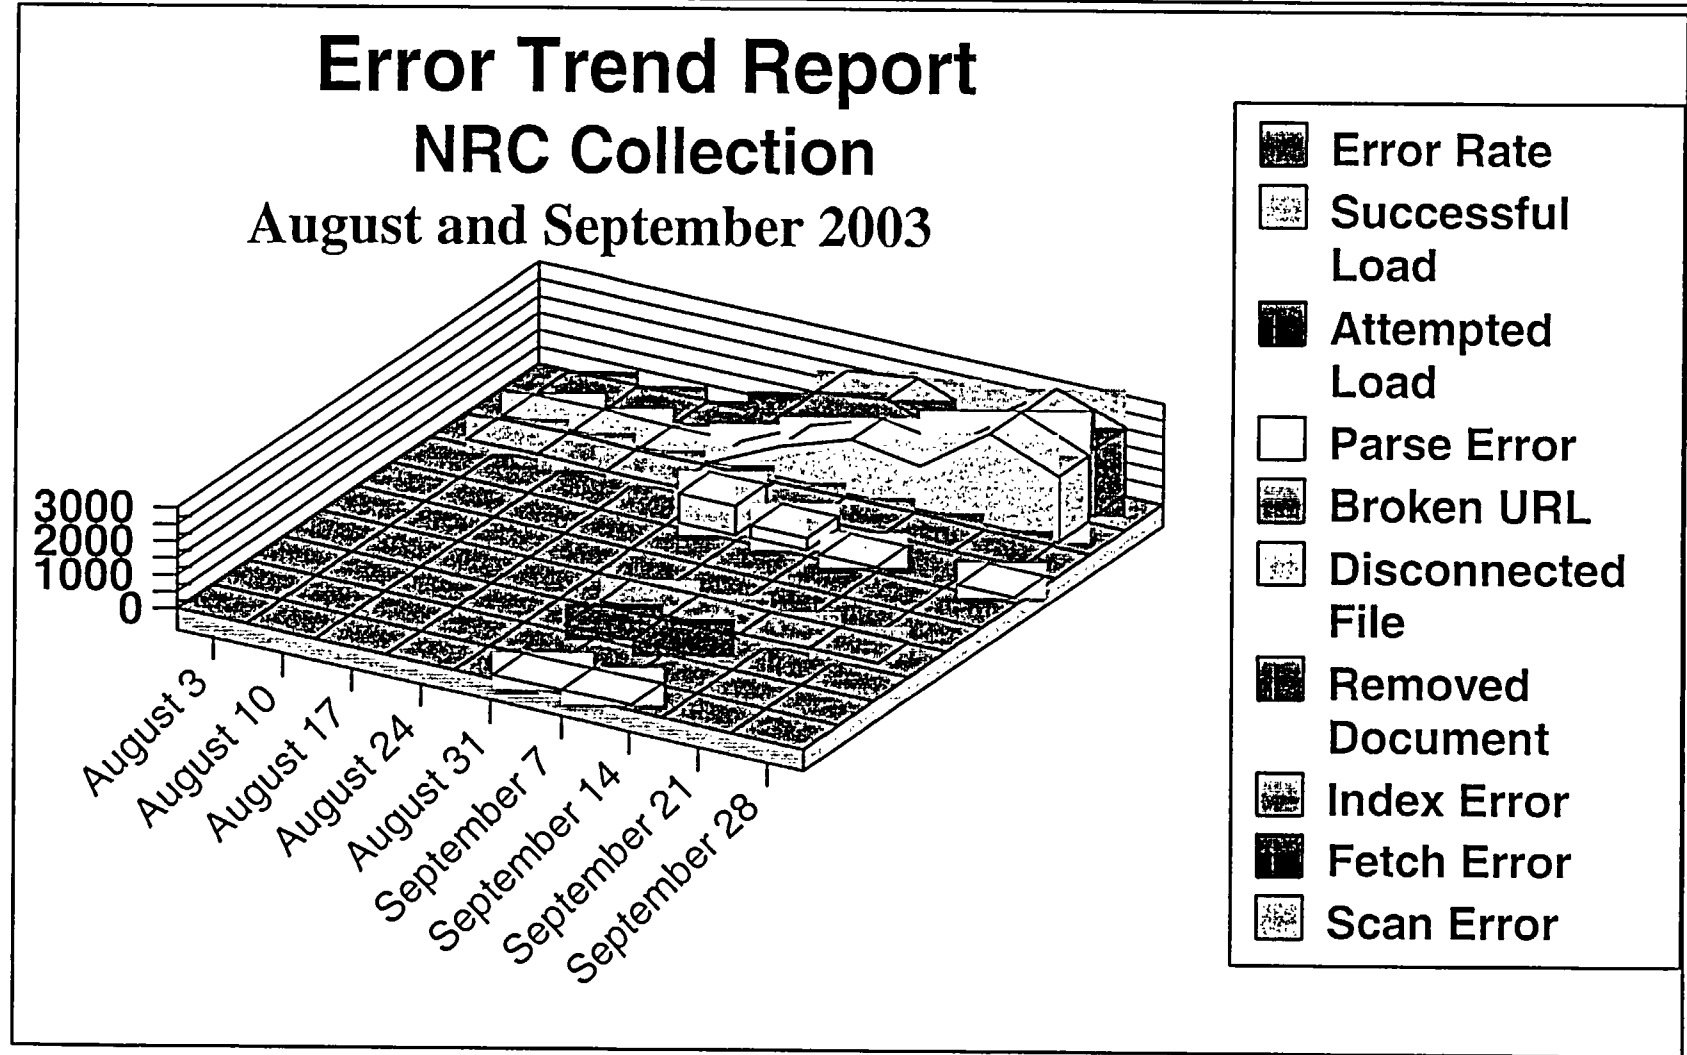 Error Trend Report
NRC Collection
August and September 2003
3000
2000
1000
0
August 3
August 10
August 17
August 24
August 31
September 7
September 14
September 21
September 28
Error Rate
Successful
Load
Attempted
Load
Parse Error
Broken URL
Disconnected
File
Removed
Document
Index Error
Fetch Error
Scan Error